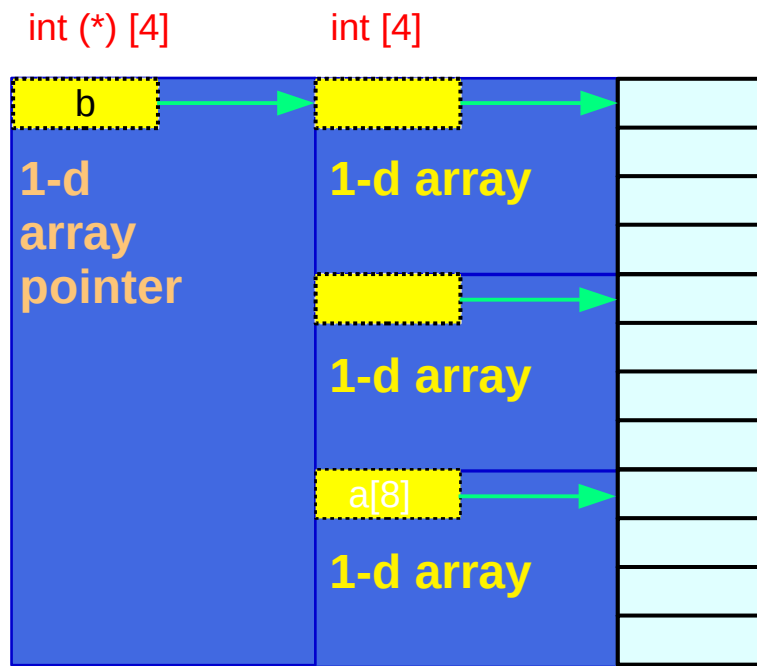 int (*) [4]
int [4]
b
1-d
array
pointer
1-d array
1-d array
a[8]
1-d array